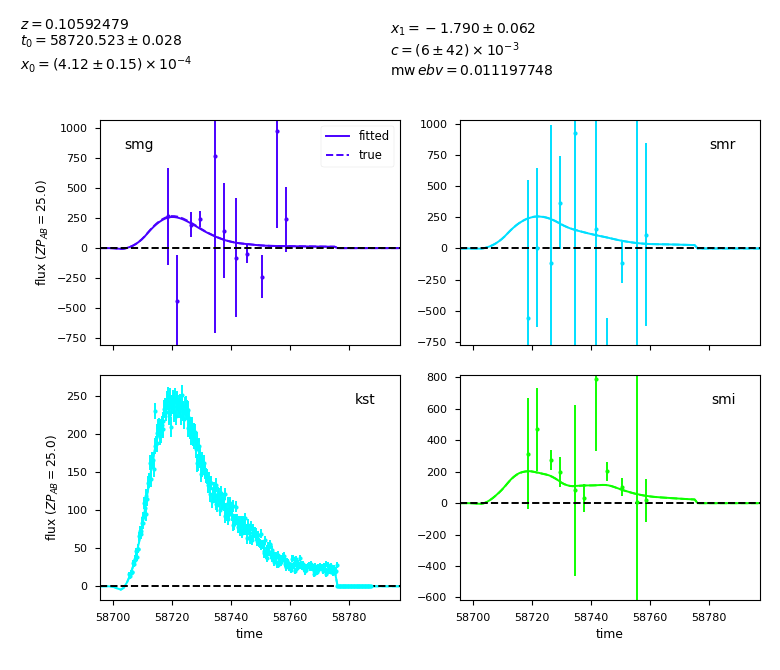 z = 0.10592479
t₀ = 58720.523 ± 0.028
x₀ = (4.12 ± 0.15) × 10⁻⁴
x₁ = −1.790 ± 0.062
c = (6 ± 42) × 10⁻³
mw ebv = 0.011197748
smg
fitted
true
1000
750
500
250
0
−250
−500
−750
flux (ZP_AB = 25.0)
smr
1000
750
500
250
0
−250
−500
−750
kst
250
200
150
100
50
0
flux (ZP_AB = 25.0)
58700 58720 58740 58760 58780
time
smi
800
600
400
200
0
−200
−400
−600
58700 58720 58740 58760 58780
time